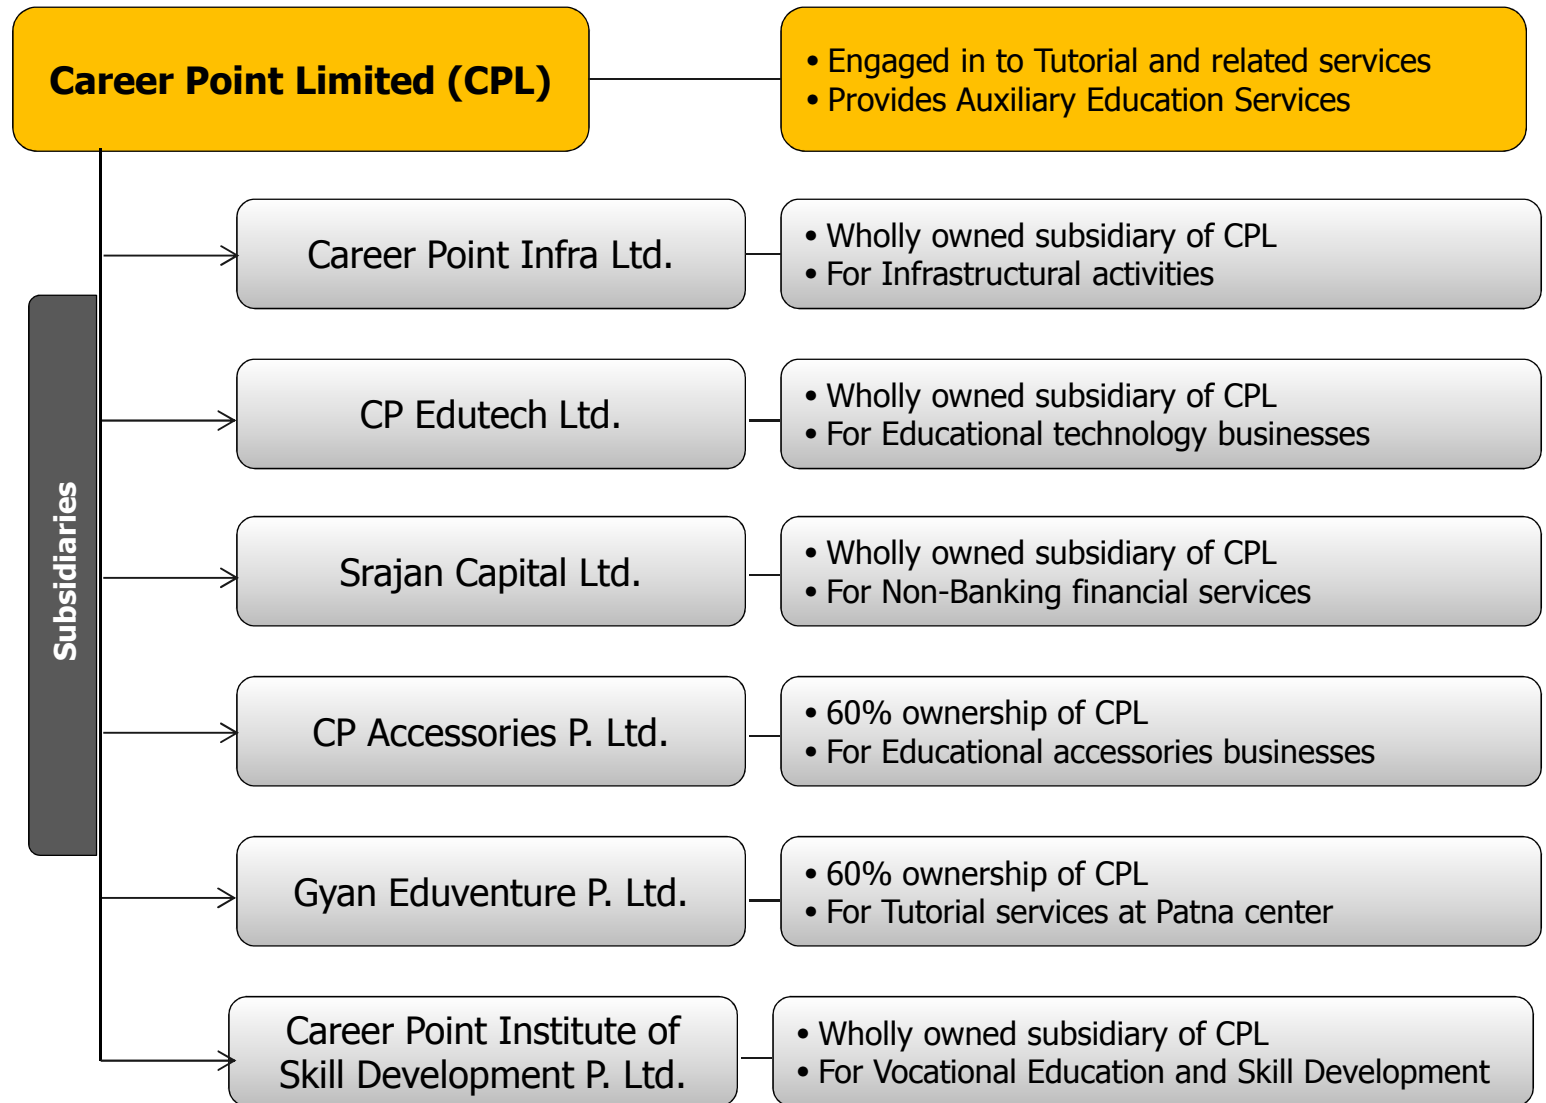 Career Point Limited (CPL)
• Engaged in to Tutorial and related services
• Provides Auxiliary Education Services
Subsidiaries
Career Point Infra Ltd.
• Wholly owned subsidiary of CPL
• For Infrastructural activities
CP Edutech Ltd.
• Wholly owned subsidiary of CPL
• For Educational technology businesses
Srajan Capital Ltd.
• Wholly owned subsidiary of CPL
• For Non-Banking financial services
CP Accessories P. Ltd.
• 60% ownership of CPL
• For Educational accessories businesses
Gyan Eduventure P. Ltd.
• 60% ownership of CPL
• For Tutorial services at Patna center
Career Point Institute of
Skill Development P. Ltd.
• Wholly owned subsidiary of CPL
• For Vocational Education and Skill Development